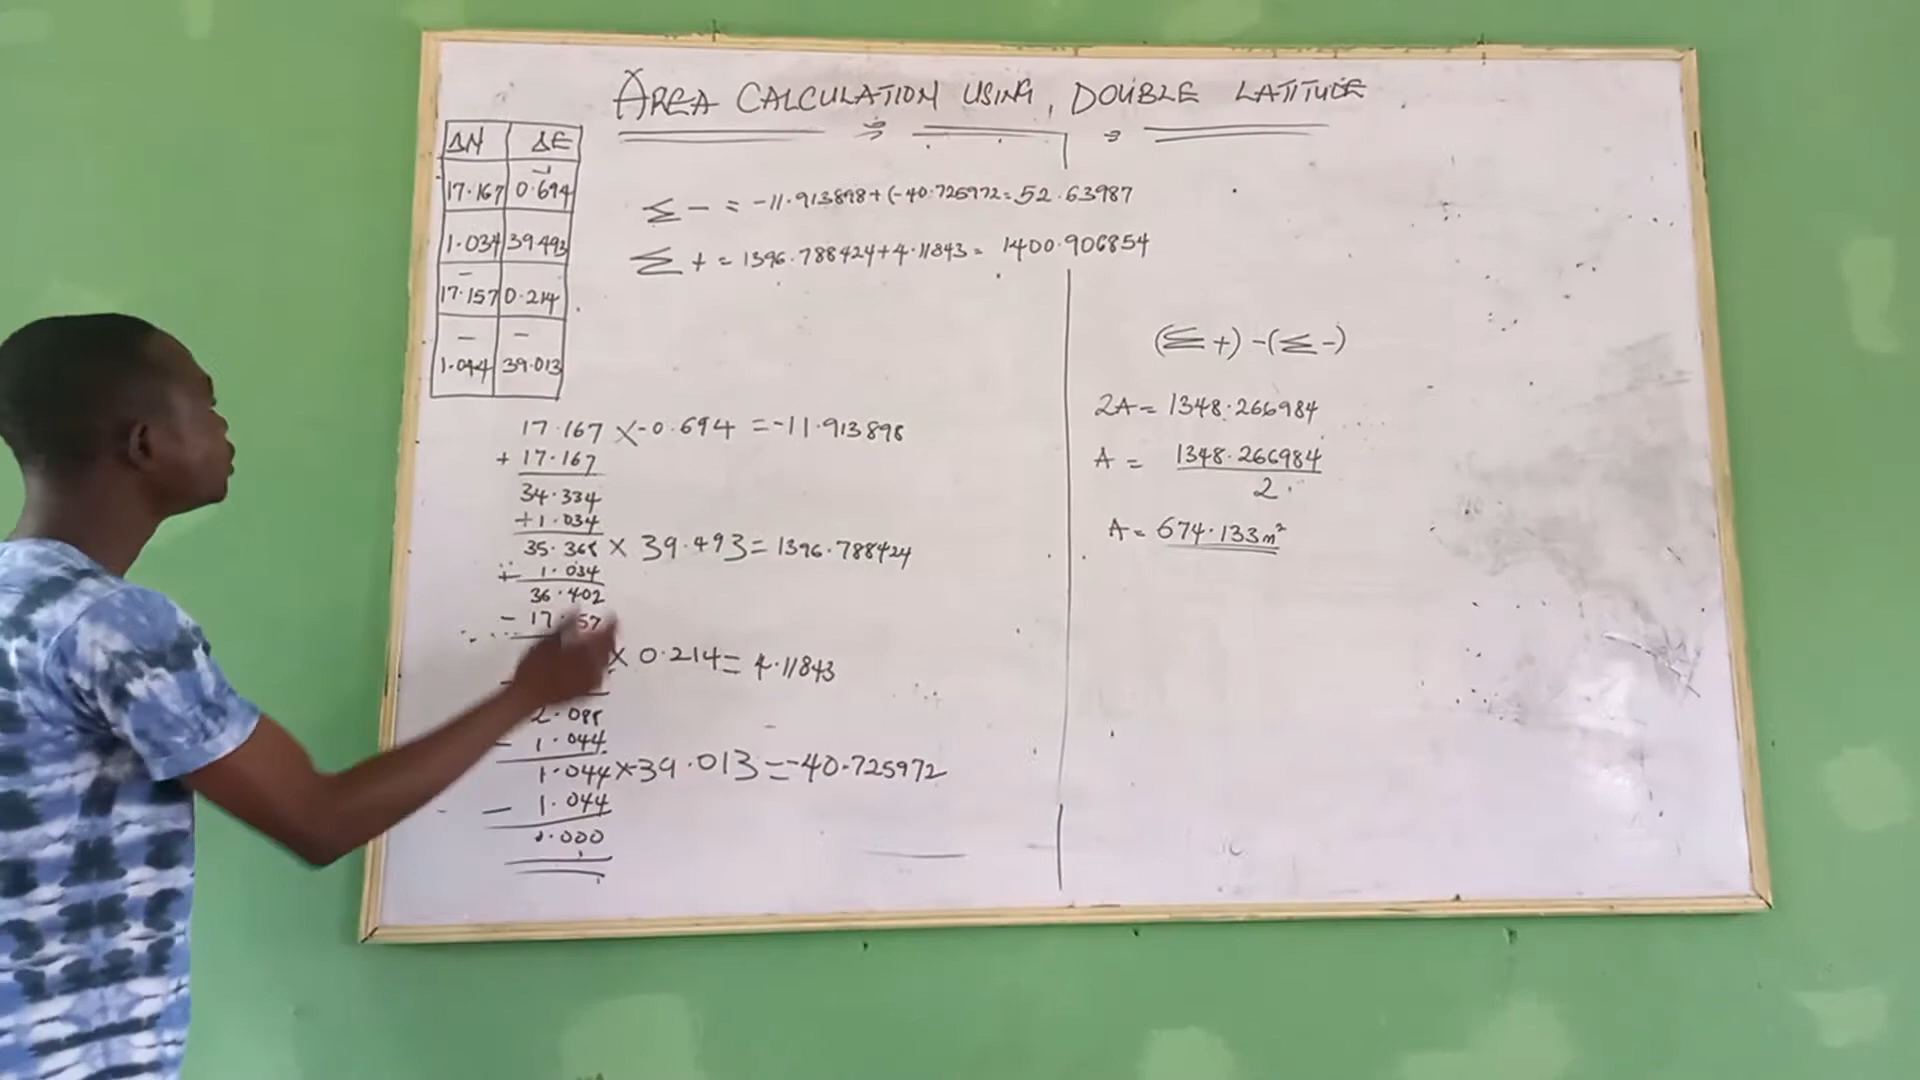 AREA CALCULATION USING, DOUBLE LATITUDE
ΔN ΔE
17.167 -0.694
1.034 39.493
-17.157 0.214
-1.044 -39.013
Σ- = -11.913898+(-40.725972=52.63987
Σ+ = 1396.788424+4.11843= 1400.906854
17.167 X -0.694 = -11.913898
+ 17.167
34.334
+1.034
35.368 X 39.493 = 1396.788424
+ 1.034
36.402
- 17.157
X 0.214 = 4.11843
-
2.088
- 1.044
1.044 X-39.013 = -40.725972
- 1.044
0.000
(Σ+) -(Σ-)
2A = 1348.266984
A = 1348.266984
2
A = 674.133m²